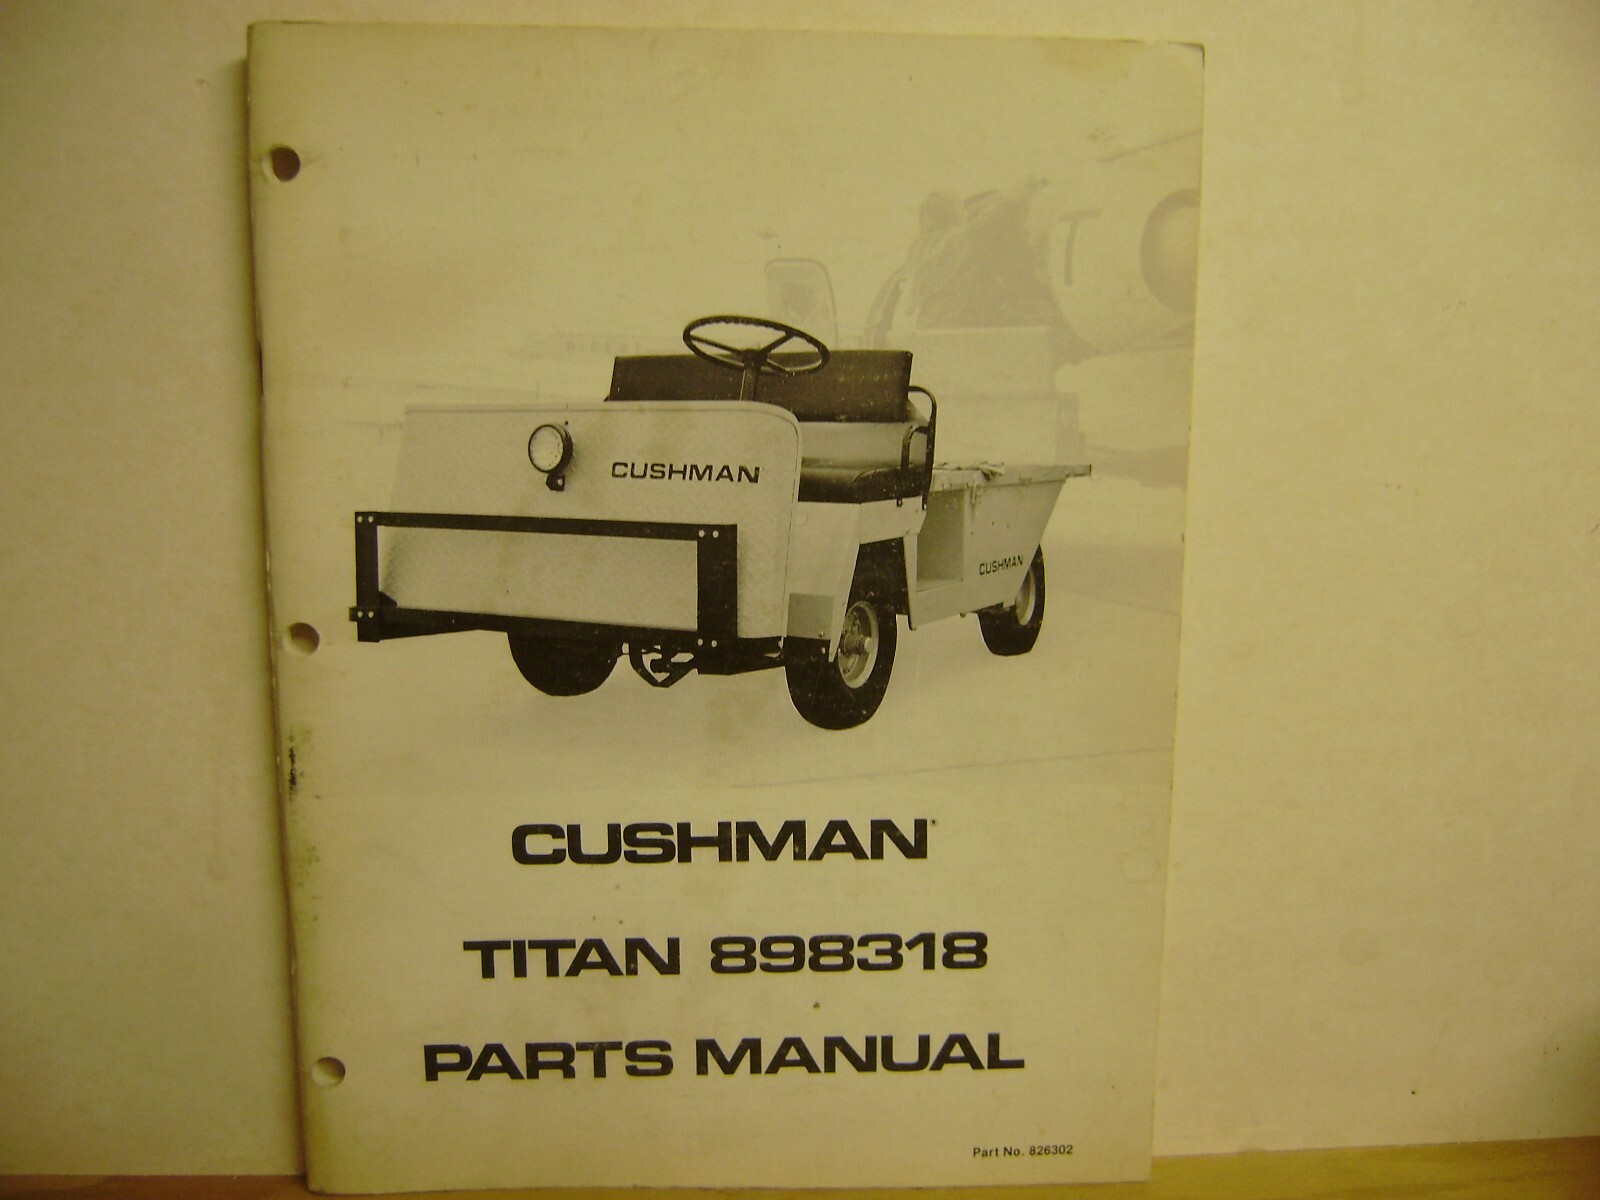 T
CUSHMAN
CUSHMAN
CUSHMAN®
TITAN 898318
PARTS MANUAL
Part No. 826302